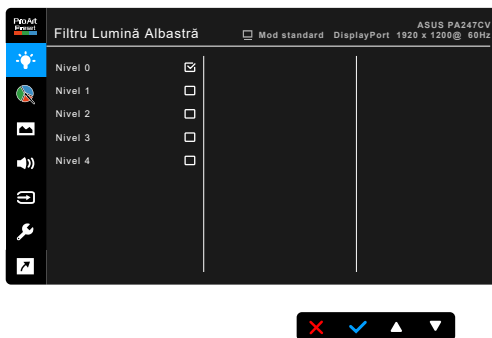 ProArt
Preset
Filtru Lumină Albastră
ASUS PA247CV
Mod standard DisplayPort 1920 x 1200@ 60Hz
Nivel 0
Nivel 1
Nivel 2
Nivel 3
Nivel 4